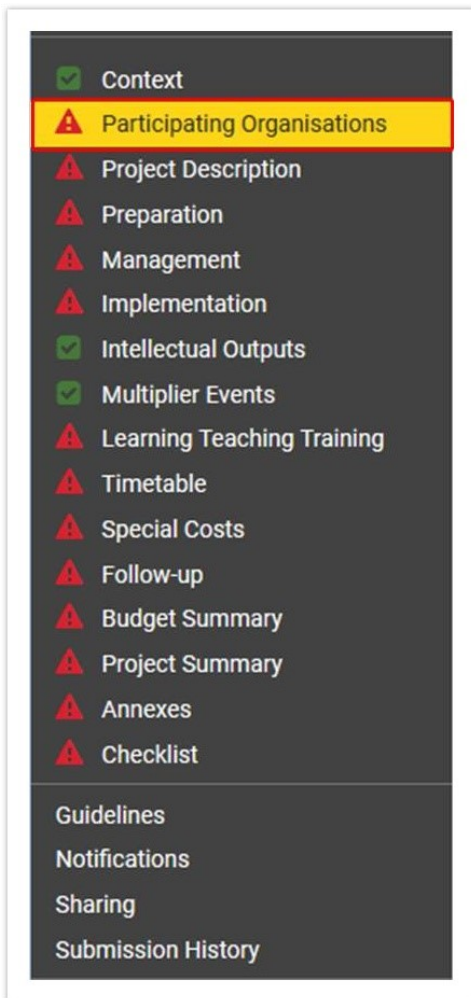 Context
Participating Organisations
Project Description
Preparation
Management
Implementation
Intellectual Outputs
Multiplier Events
Learning Teaching Training
Timetable
Special Costs
Follow-up
Budget Summary
Project Summary
Annexes
Checklist
Guidelines
Notifications
Sharing
Submission History